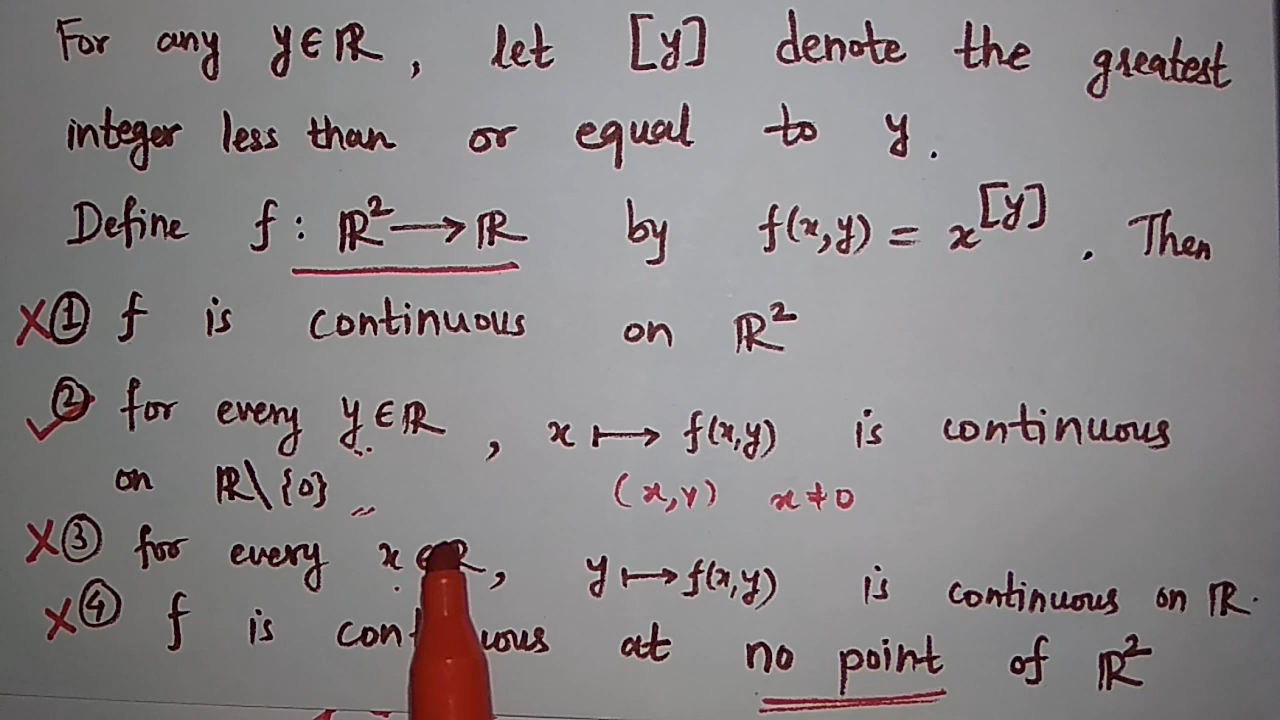 For any y∈ℝ, let [y] denote the greatest
integer less than or equal to y.
Define f: ℝ²⟶ℝ by f(x,y) = x^[y]. Then
X① f is continuous on ℝ²
✓② for every y∈ℝ, x⟼f(x,y) is continuous
on ℝ\{0} (x,y) x≠0
X③ for every x∈ℝ, y⟼f(x,y) is continuous on ℝ.
X④ f is at no point of ℝ²